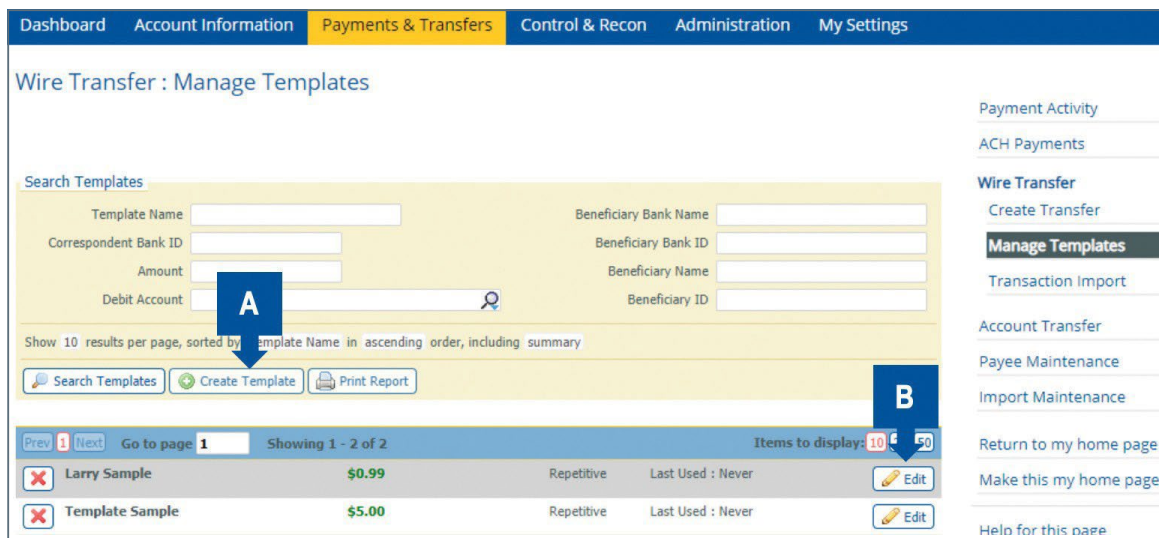 Dashboard Account Information Payments & Transfers Control & Recon Administration My Settings
Wire Transfer : Manage Templates
Search Templates
Template Name Beneficiary Bank Name
Correspondent Bank ID Beneficiary Bank ID
Amount Beneficiary Name
Debit Account Beneficiary ID
A
Show 10 results per page, sorted by Name in ascending order, including summary
Search Templates Create Template Print Report
B
Prev 1 Next Go to page 1 Showing 1 - 2 of 2 Items to display: 10 50
Larry Sample $0.99 Repetitive Last Used : Never Edit
Template Sample $5.00 Repetitive Last Used : Never Edit
Payment Activity
ACH Payments
Wire Transfer
Create Transfer
Manage Templates
Transaction Import
Account Transfer
Payee Maintenance
Import Maintenance
Return to my home page
Make this my home page
Help for this page